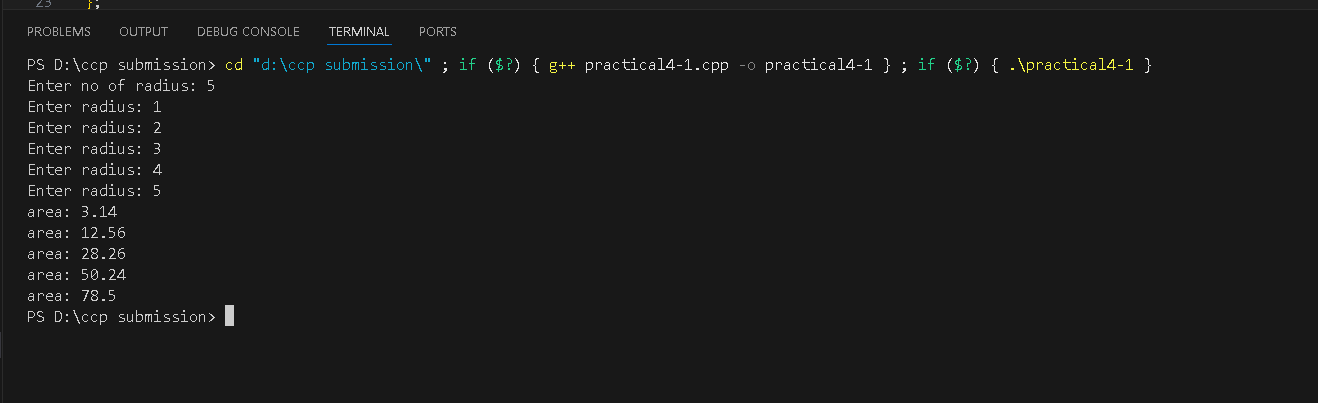 23 };
PROBLEMS OUTPUT DEBUG CONSOLE TERMINAL PORTS
PS D:\ccp submission> cd "d:\ccp submission\" ; if ($?) { g++ practical4-1.cpp -o practical4-1 } ; if ($?) { .\practical4-1 }
Enter no of radius: 5
Enter radius: 1
Enter radius: 2
Enter radius: 3
Enter radius: 4
Enter radius: 5
area: 3.14
area: 12.56
area: 28.26
area: 50.24
area: 78.5
PS D:\ccp submission>